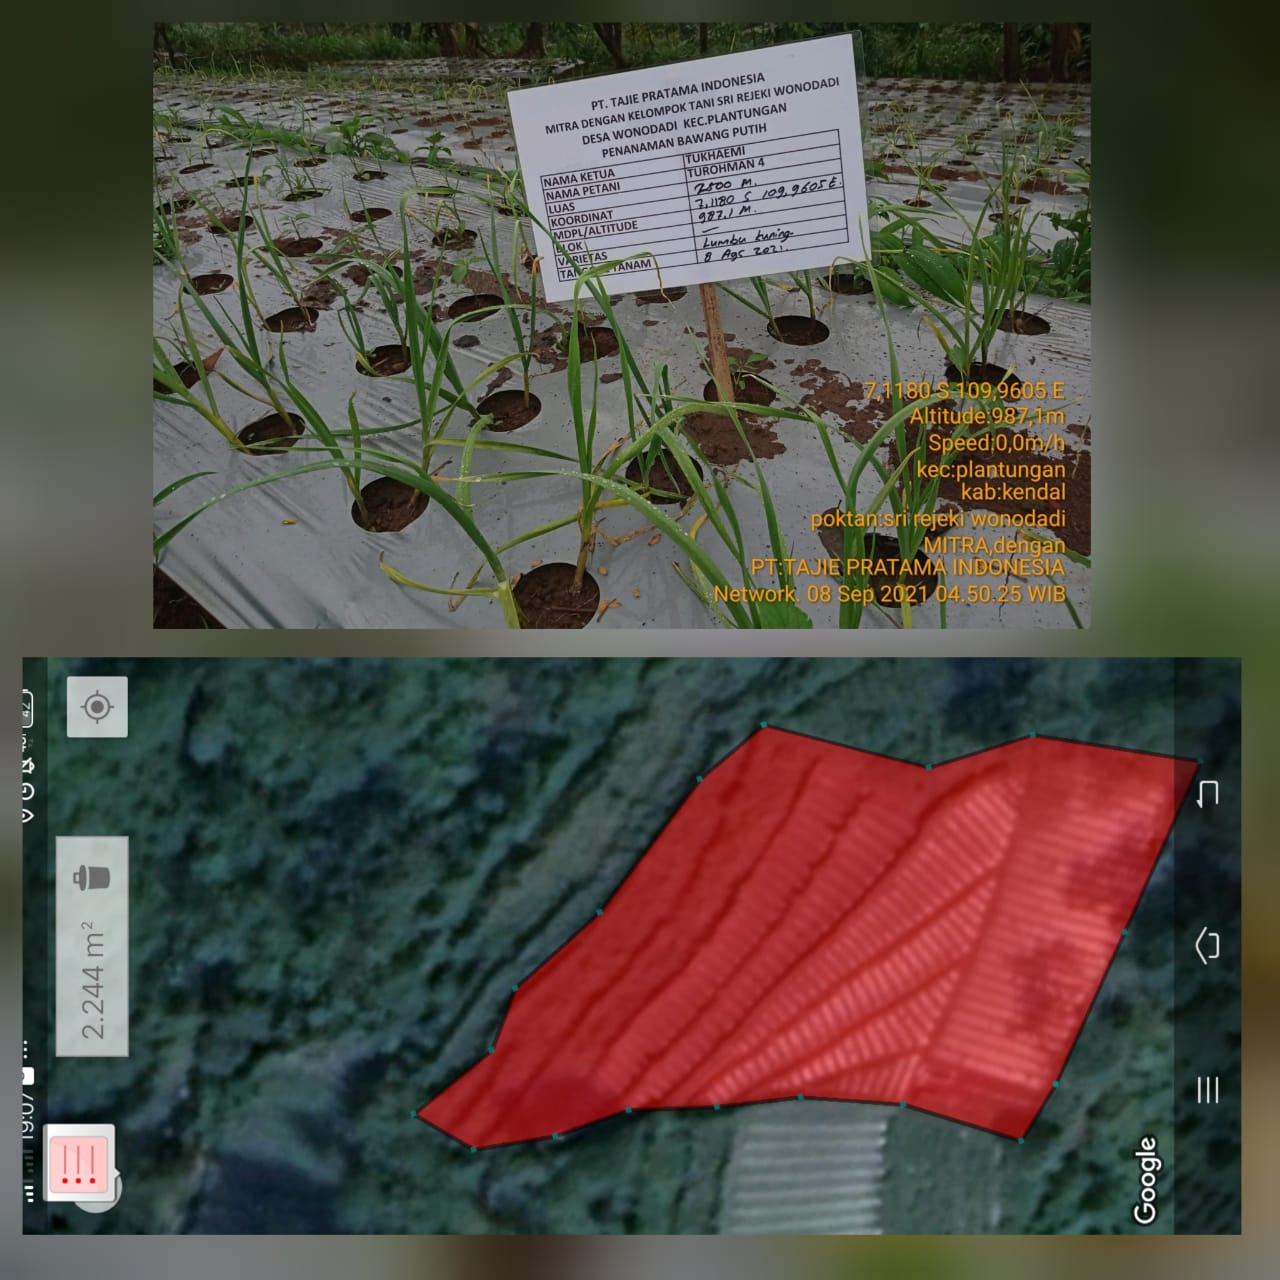 PT. TAJIE PRATAMA INDONESIA
MITRA DENGAN KELOMPOK TANI SRI REJEKI WONODADI
DESA WONODADI KEC.PLANTUNGAN
PENANAMAN BAWANG PUTIH
NAMA KETUA TUKHAEMI
NAMA PETANI TUROHMAN 4
LUAS 2500 M.
KOORDINAT 7,1180 S 109,9605 E.
MDPL/ALTITUDE 987,1 M.
BLOK —
VARIETAS Lumbu kuning
TANAM 8 Ags 2021.
7,1180 S 109,9605 E
Altitude:987,1m
Speed:0,0m/h
kec:plantungan
kab:kendal
poktan:sri rejeki wonodadi
MITRA,dengan
PT:TAJIE PRATAMA INDONESIA
Network. 08 Sep 2021 04.50.25 WIB
19:07
42
2.244 m²
Google